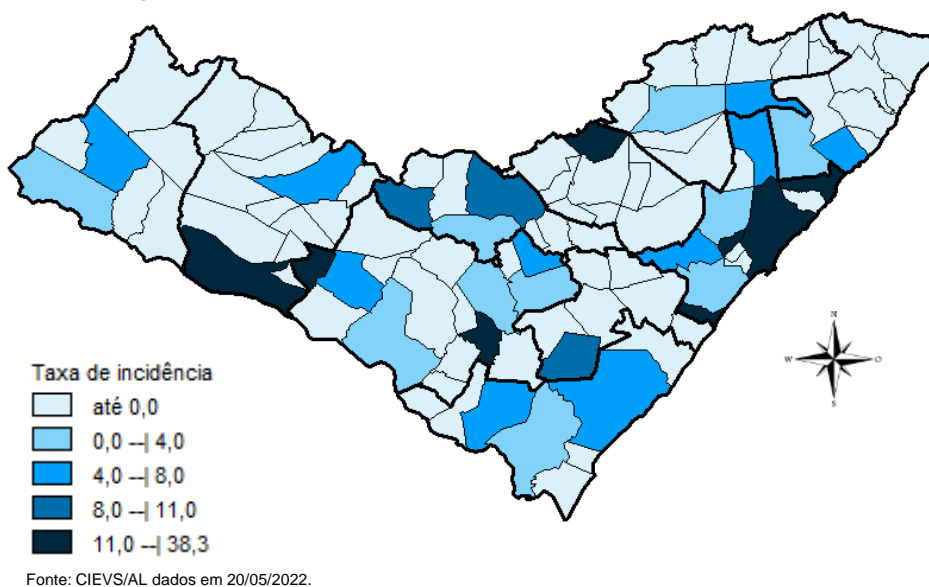 N
W
O
S
Taxa de incidência
até 0,0
0,0 --| 4,0
4,0 --| 8,0
8,0 --| 11,0
11,0 --| 38,3
Fonte: CIEVS/AL dados em 20/05/2022.